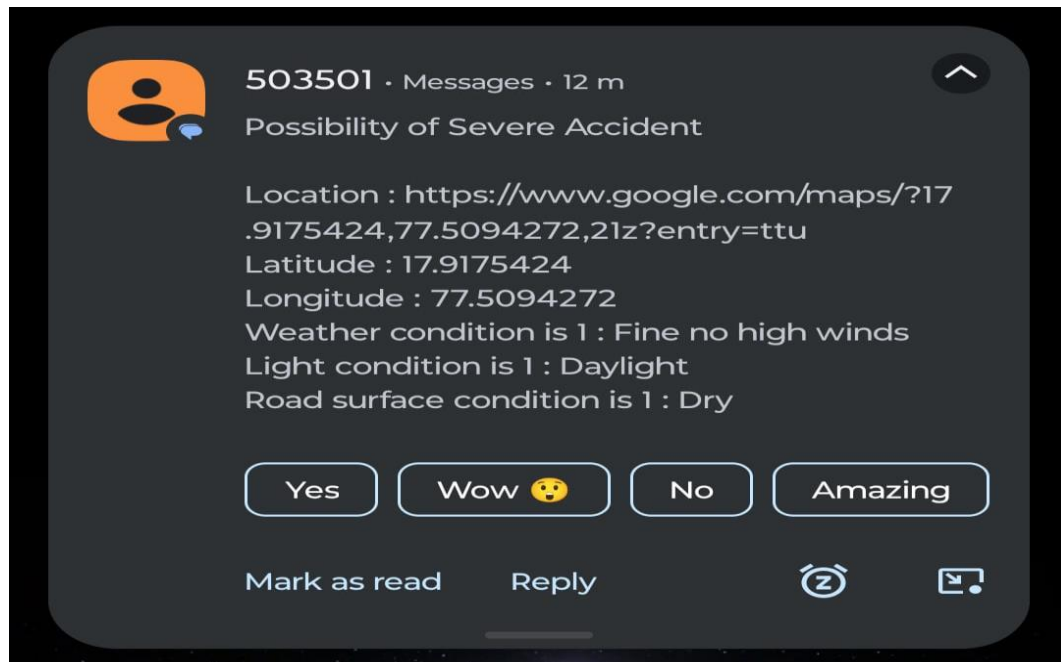 503501 · Messages · 12 m
Possibility of Severe Accident
Location : https://www.google.com/maps/?17
.9175424,77.5094272,21z?entry=ttu
Latitude : 17.9175424
Longitude : 77.5094272
Weather condition is 1 : Fine no high winds
Light condition is 1 : Daylight
Road surface condition is 1 : Dry
Yes Wow 😲 No Amazing
Mark as read Reply